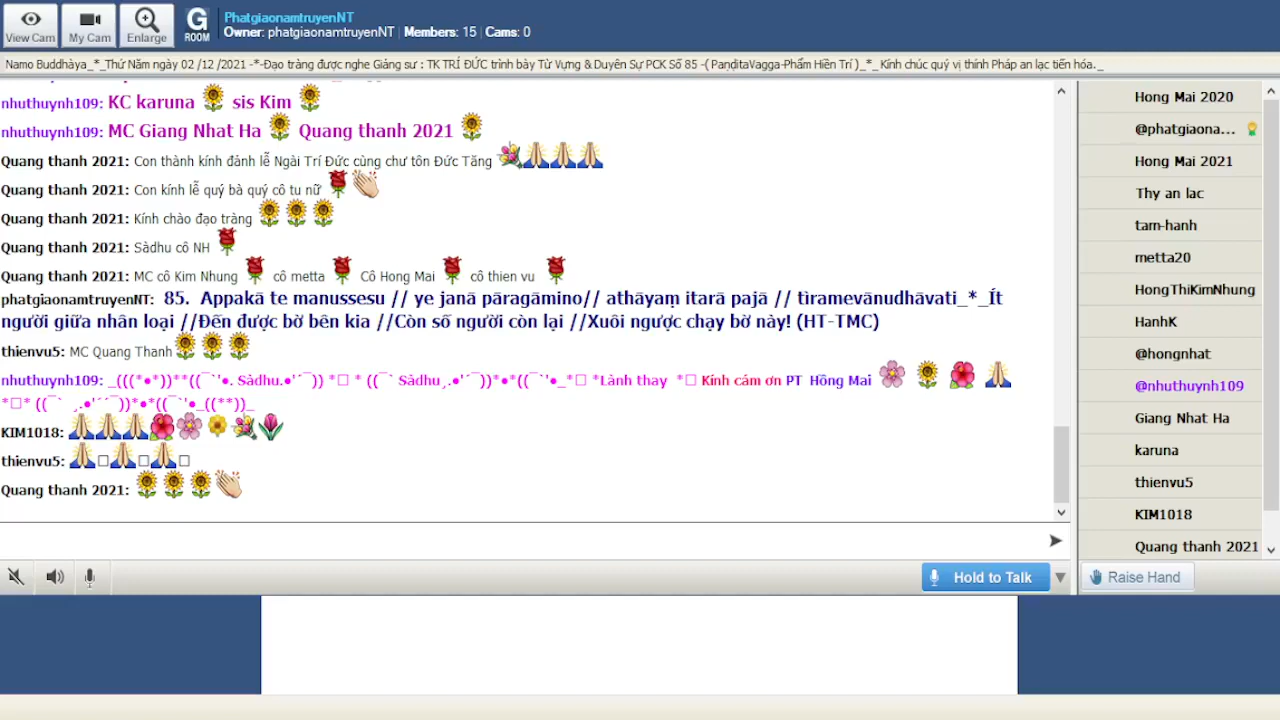 View Cam
My Cam
Enlarge
G ROOM
PhatgiaonamtruyenNT
Owner: phatgiaonamtruyenNT | Members: 15 | Cams: 0
Namo Buddhàya_*_Thứ Năm ngày 02 /12 /2021 -*-Đạo tràng được nghe Giảng sư : TK TRÍ ĐỨC trình bày Từ Vựng & Duyên Sự PCK Số 85 -( PaṇḍitaVagga-Phẩm Hiền Trí )_*_ Kính chúc quý vị thính Pháp an lạc tiến hóa._
nhuthuynh109: KC karuna 🌻 sis Kim 🌻
nhuthuynh109: MC Giang Nhat Ha 🌻 Quang thanh 2021 🌻
Quang thanh 2021: Con thành kính đảnh lễ Ngài Trí Đức cùng chư tôn Đức Tăng 💐🙏🙏🙏
Quang thanh 2021: Con kính lễ quý bà quý cô tu nữ 🌹👏
Quang thanh 2021: Kính chào đạo tràng 🌻🌻🌻
Quang thanh 2021: Sàdhu cô NH 🌹
Quang thanh 2021: MC cô Kim Nhung 🌹 cô metta 🌹 Cô Hong Mai 🌹 cô thien vu 🌹
phatgiaonamtruyenNT: 85. Appakā te manussesu // ye janā pāragāmino// athāyaṃ itarā pajā // tìramevānudhāvati_*_Ít
người giữa nhân loại //Đến được bờ bên kia //Còn số người còn lại //Xuôi ngược chạy bờ này! (HT-TMC)
thienvu5: MC Quang Thanh🌻🌻🌻
nhuthuynh109: _(((*•*))**((¯`'•. Sàdhu.•'´¯)) *□ * ((¯` Sàdhu¸.•'´¯))*•*((¯`'•_*□ *Lành thay *□ Kính cám ơn PT Hồng Mai 🌸 🌻 🌺 🙏
*□* ((¯` ¸.•'´¯))*•*((¯`'•_((**))_
KIM1018: 🙏🙏🙏🌺🌸🌼💐🌷
thienvu5: 🙏□🙏□🙏□
Quang thanh 2021: 🌻🌻🌻👏
Hold to Talk
Hong Mai 2020
@phatgiaona...
Hong Mai 2021
Thy an lac
tam-hanh
metta20
HongThiKimNhung
HanhK
@hongnhat
@nhuthuynh109
Giang Nhat Ha
karuna
thienvu5
KIM1018
Quang thanh 2021
Raise Hand